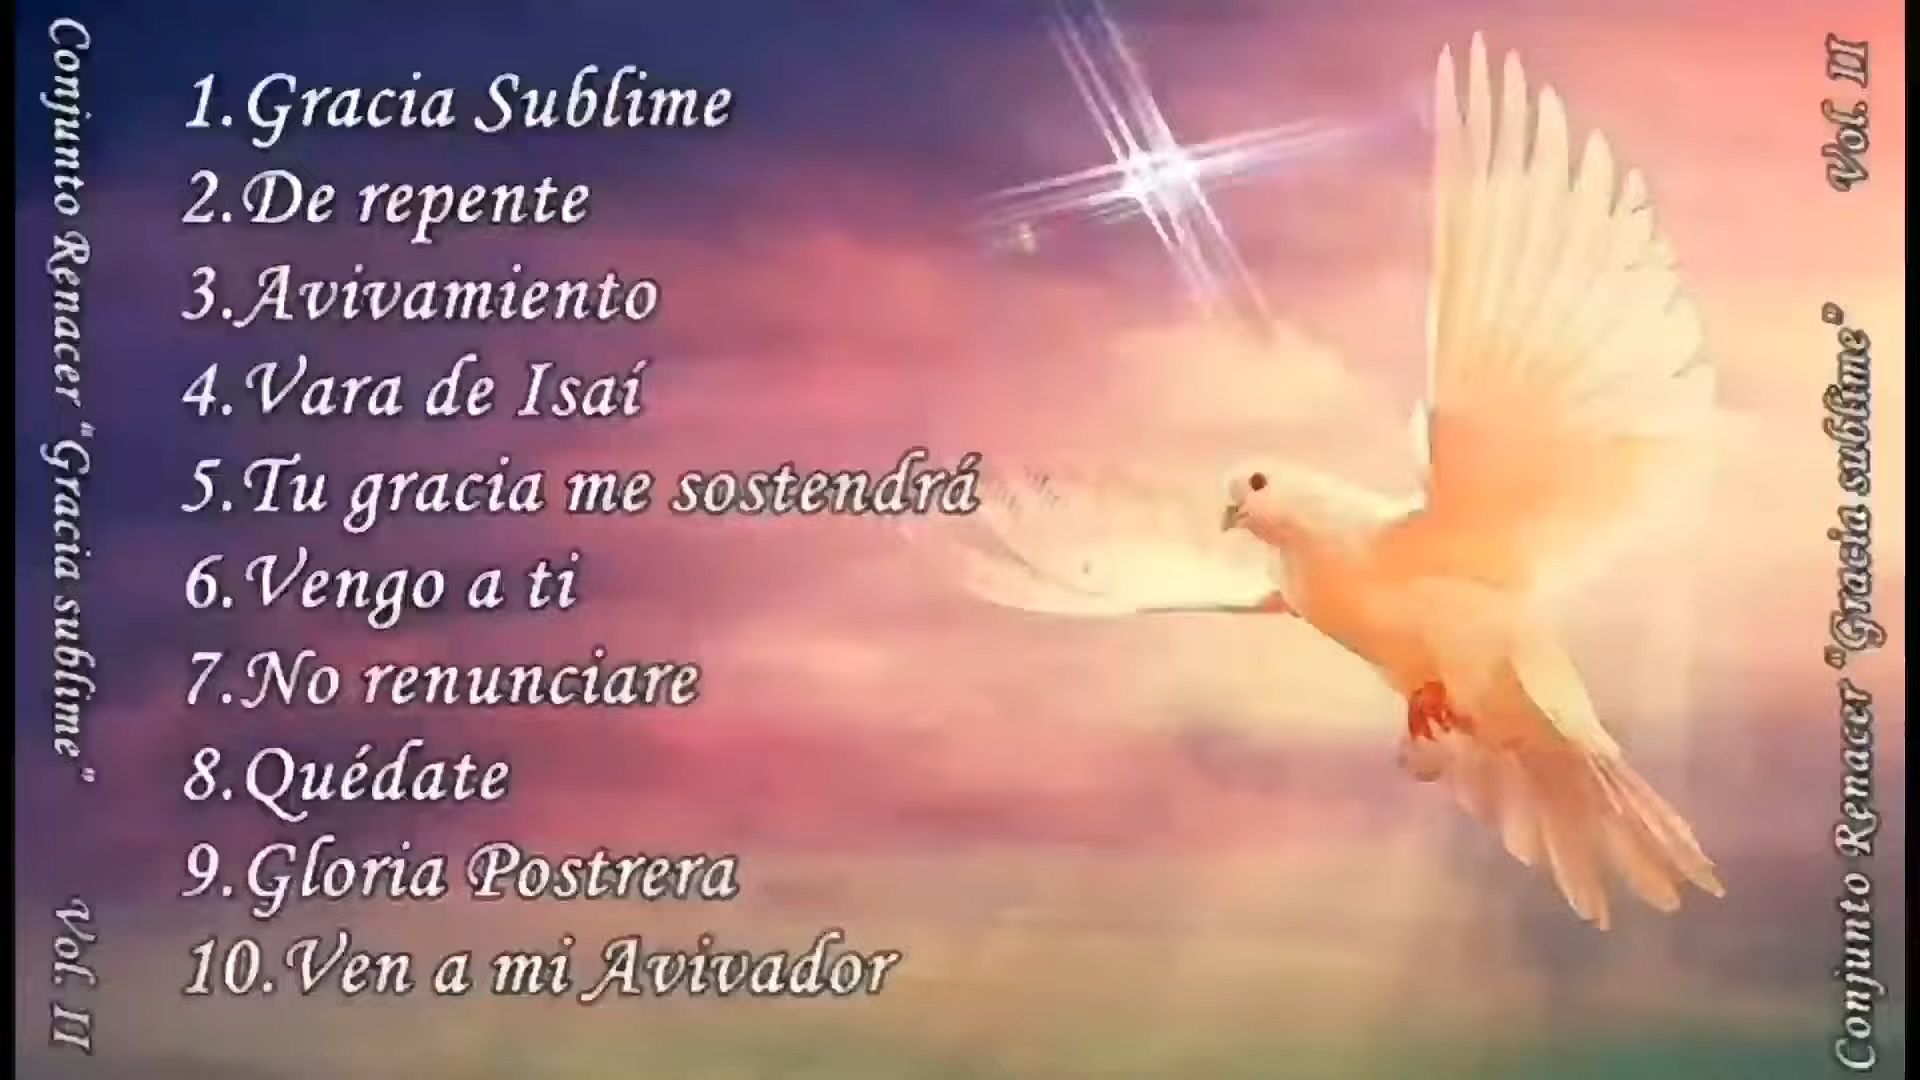 Conjunto Renacer "Gracia sublime" Vol. II
1.Gracia Sublime
2.De repente
3.Avivamiento
4.Vara de Isaí
5.Tu gracia me sostendrá
6.Vengo a ti
7.No renunciare
8.Quédate
9.Gloria Postrera
10.Ven a mi Avivador
Conjunto Renacer "Gracia sublime" Vol. II